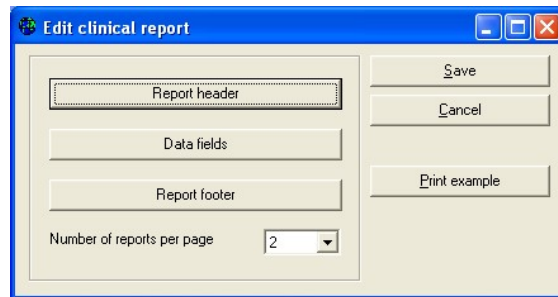 Edit clinical report
Report header
Data fields
Report footer
Number of reports per page 2
Save
Cancel
Print example